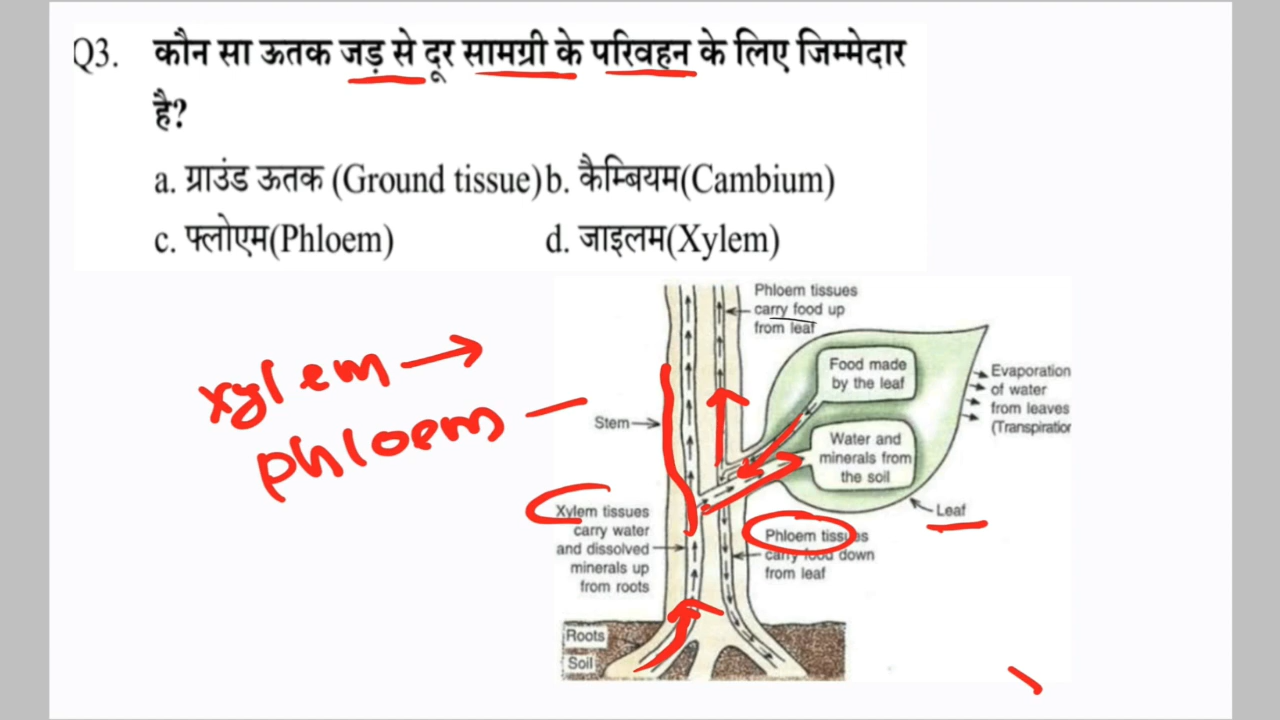 Q3. कौन सा ऊतक जड़ से दूर सामग्री के परिवहन के लिए जिम्मेदार
है?
a. ग्राउंड ऊतक (Ground tissue) b. कैम्बियम(Cambium)
c. फ्लोएम(Phloem) d. जाइलम(Xylem)
Phloem tissues
carry food up
from leaf
Food made
by the leaf
Evaporation
of water
from leaves
(Transpiratior
xylem
phloem
Stem
Water and
minerals from
the soil
Leaf
Xylem tissues
carry water
and dissolved
minerals up
from roots
Phloem tissues
carry food down
from leaf
Roots
Soil